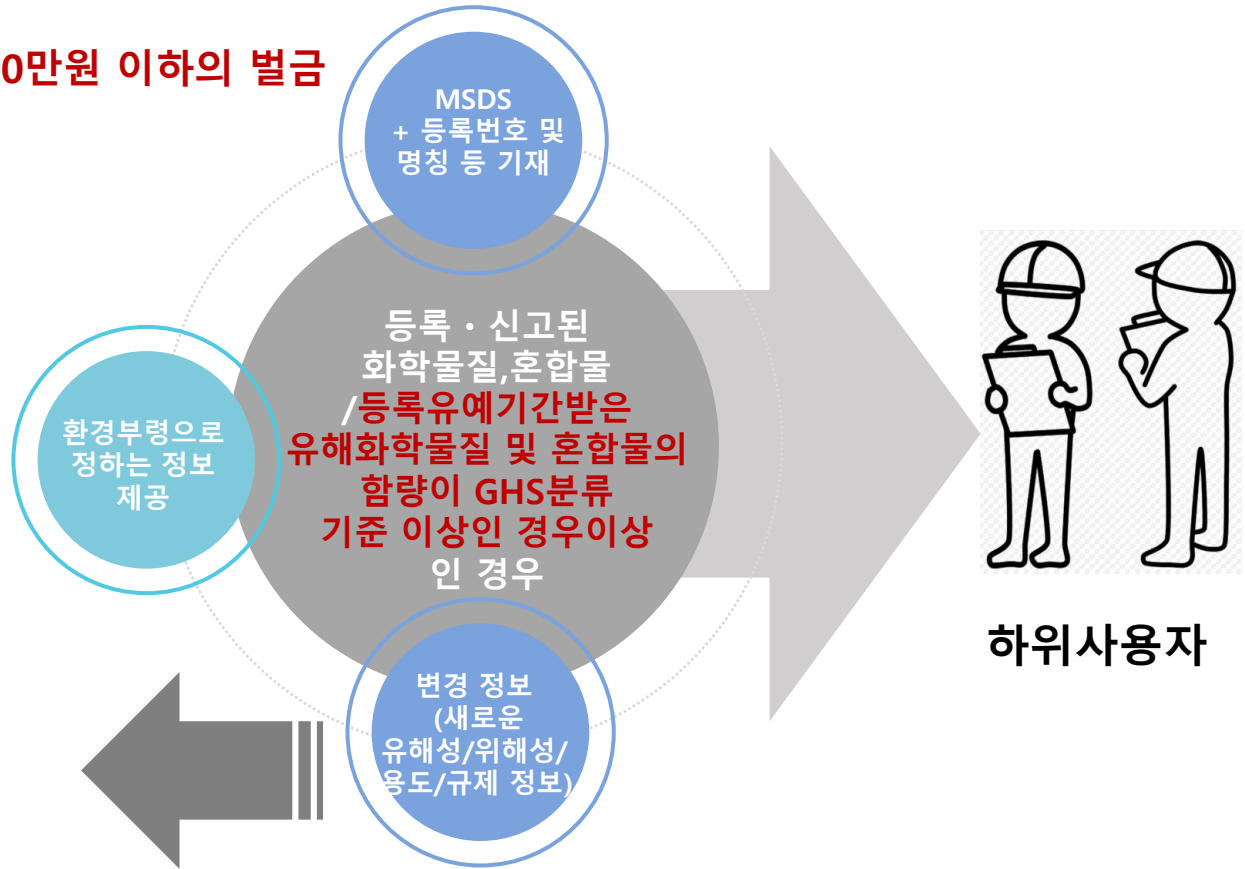 0만원 이하의 벌금
MSDS
+ 등록번호 및
명칭 등 기재
등록 · 신고된
화학물질,혼합물
/등록유예기간받은
유해화학물질 및 혼합물의
함량이 GHS분류
기준 이상인 경우이상
인 경우
환경부령으로
정하는 정보
제공
변경 정보
(새로운
유해성/위해성/
용도/규제 정보)
하위사용자